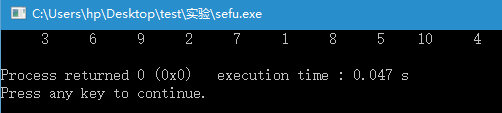 C:\Users\hp\Desktop\test\实验\sefu.exe
3 6 9 2 7 1 8 5 10 4
Process returned 0 (0x0) execution time : 0.047 s
Press any key to continue.